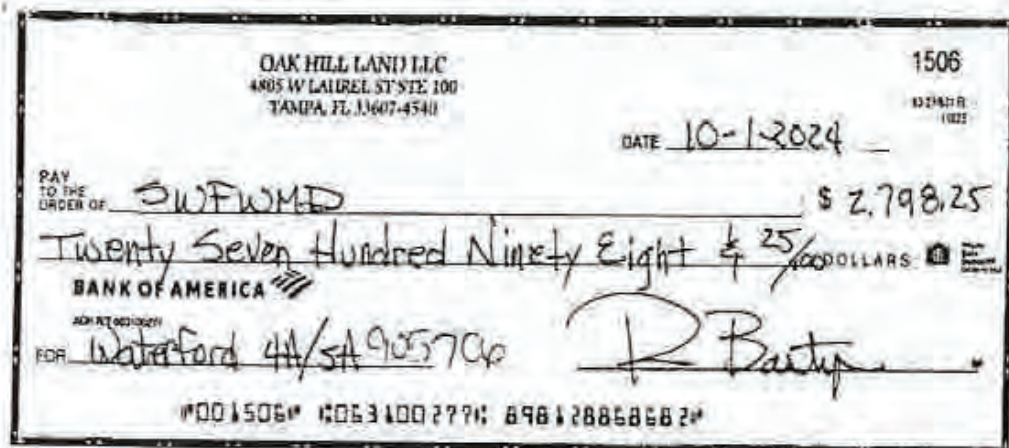 OAK HILL LAND LLC
4805 W LAUREL ST STE 100
TAMPA, FL 33607-4540
1506
DATE 10-1-2024
PAY
TO THE
ORDER OF SWFWMD $ 2,798.25
Twenty Seven Hundred Ninety Eight & 25/100 DOLLARS
BANK OF AMERICA
FOR Waterford 4A/5A 905706
R Bartyn
⑈001506⑈ ⑆063100277⑆ 898128868682⑈